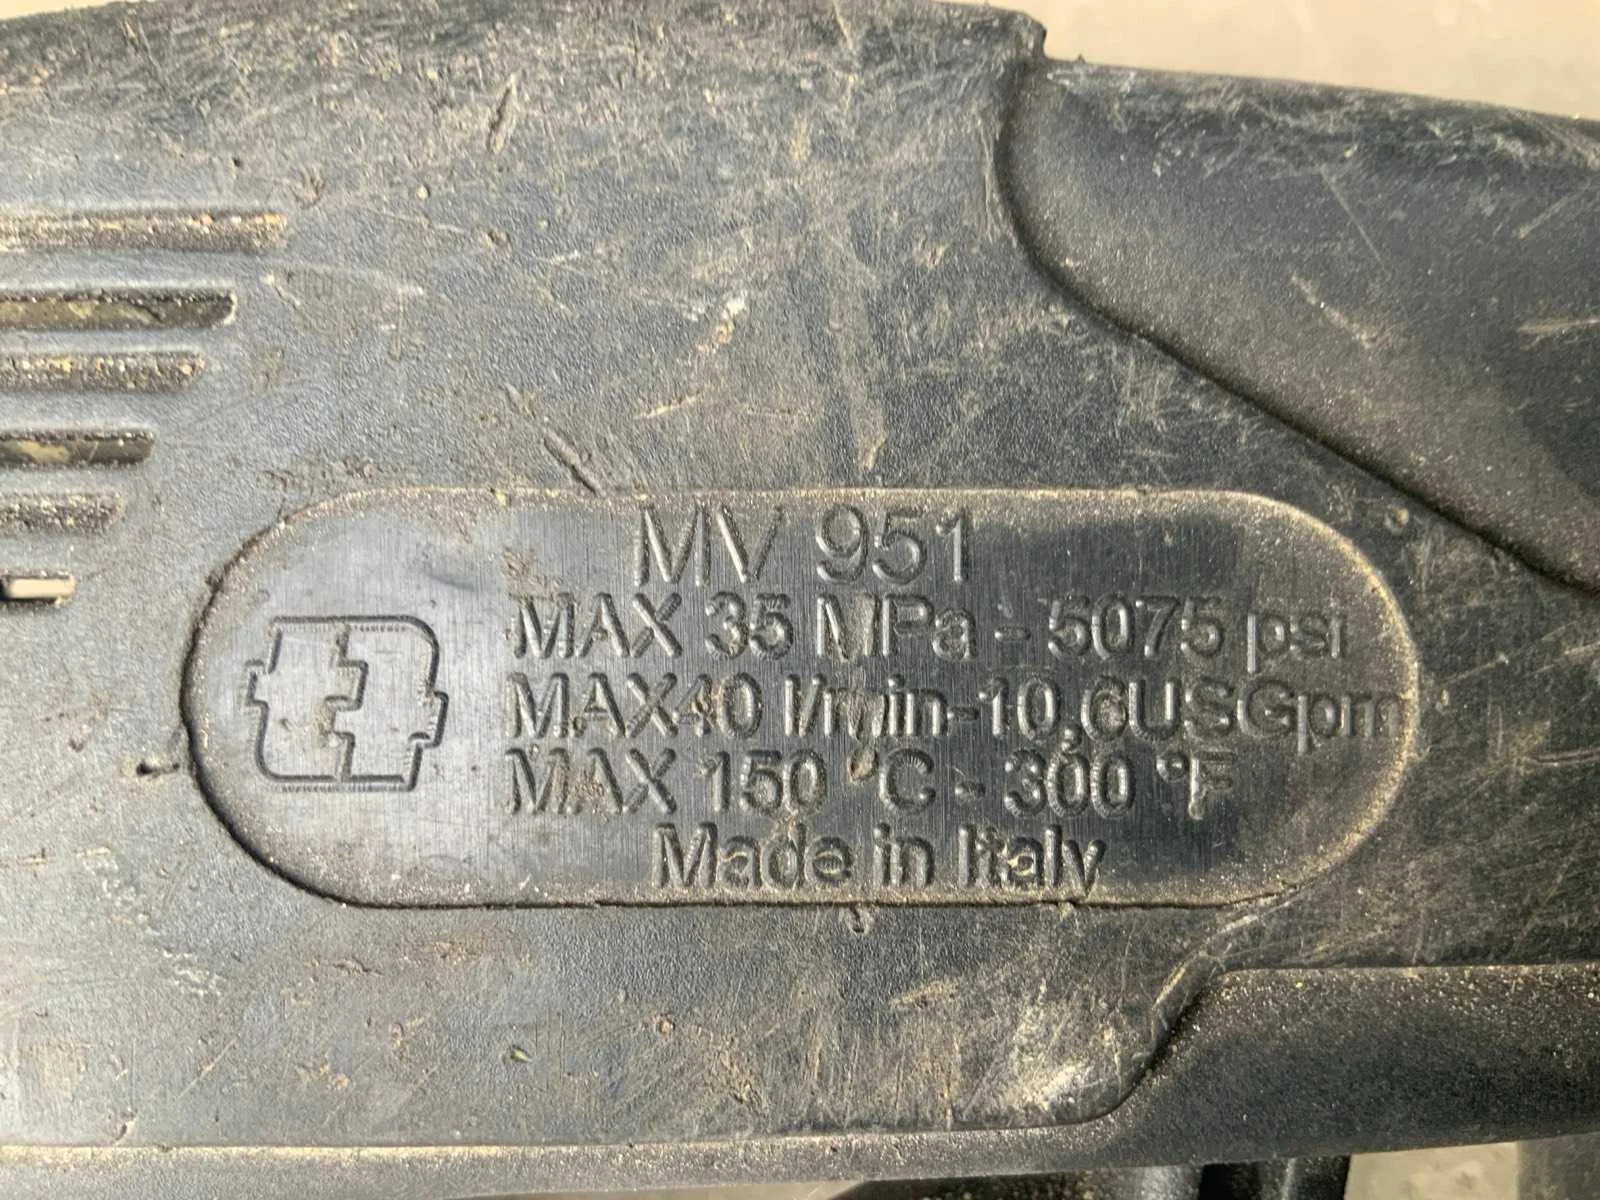 MV 951
MAX 35 MPa - 5075 psi
MAX40 l/min-10,6USGpm
MAX 150 °C - 300 °F
Made in Italy